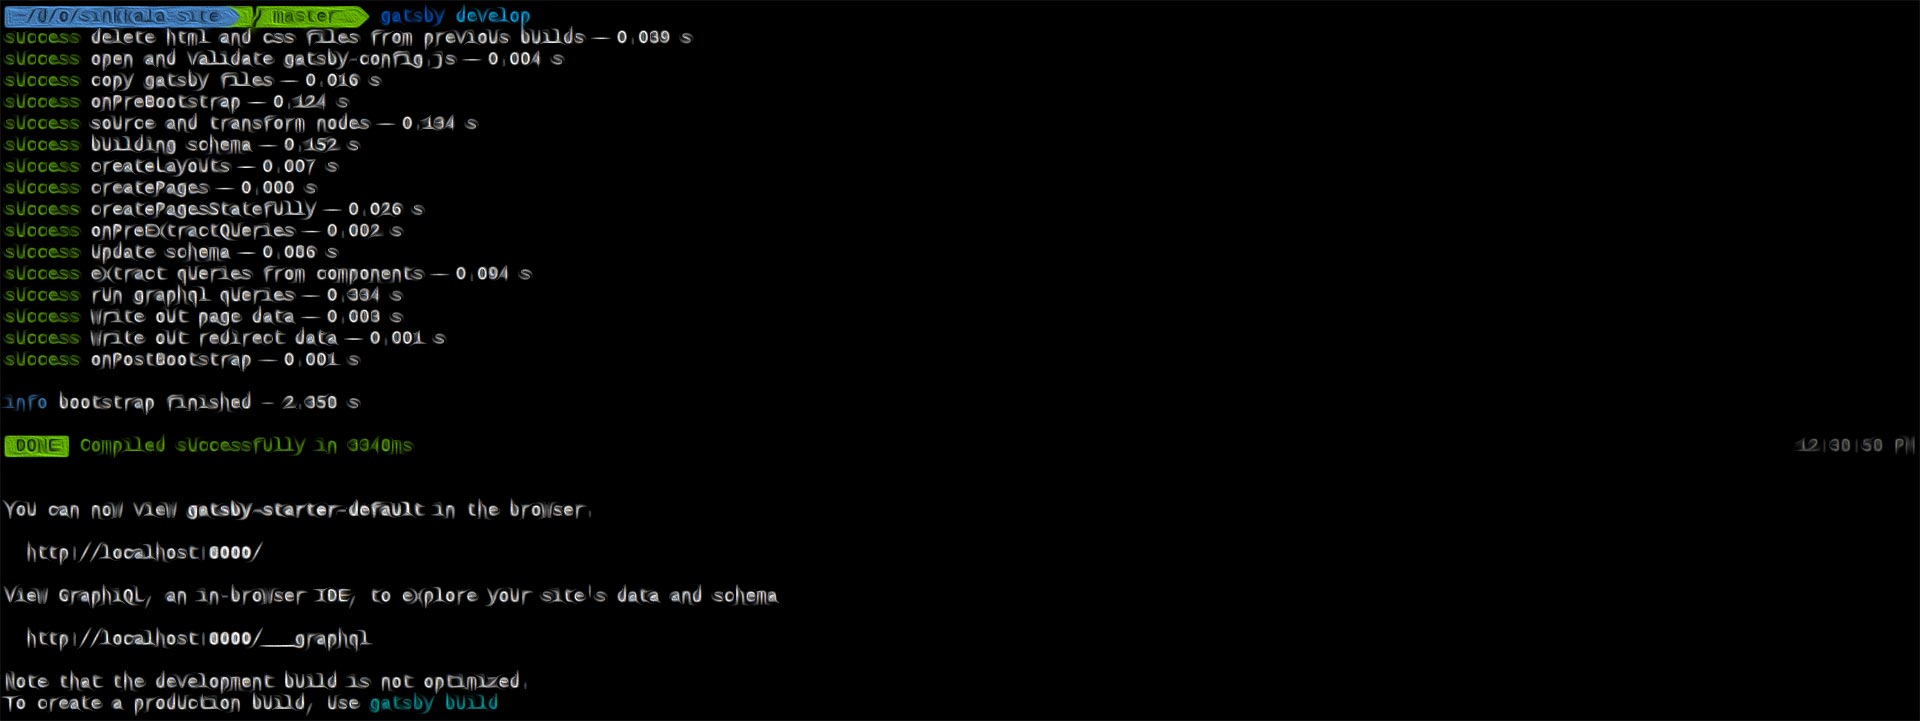 ~/d/o/sinkkala-site master gatsby develop
success delete html and css files from previous builds — 0.039 s
success open and validate gatsby-config.js — 0.004 s
success copy gatsby files — 0.016 s
success onPreBootstrap — 0.124 s
success source and transform nodes — 0.134 s
success building schema — 0.152 s
success createLayouts — 0.007 s
success createPages — 0.000 s
success createPagesStatefully — 0.026 s
success onPreExtractQueries — 0.002 s
success update schema — 0.086 s
success extract queries from components — 0.094 s
success run graphql queries — 0.334 s
success write out page data — 0.003 s
success write out redirect data — 0.001 s
success onPostBootstrap — 0.001 s
info bootstrap finished - 2.350 s
DONE Compiled successfully in 3340ms 12:30:50 PM
You can now view gatsby-starter-default in the browser.
http://localhost:8000/
View GraphiQL, an in-browser IDE, to explore your site's data and schema
http://localhost:8000/___graphql
Note that the development build is not optimized.
To create a production build, use gatsby build